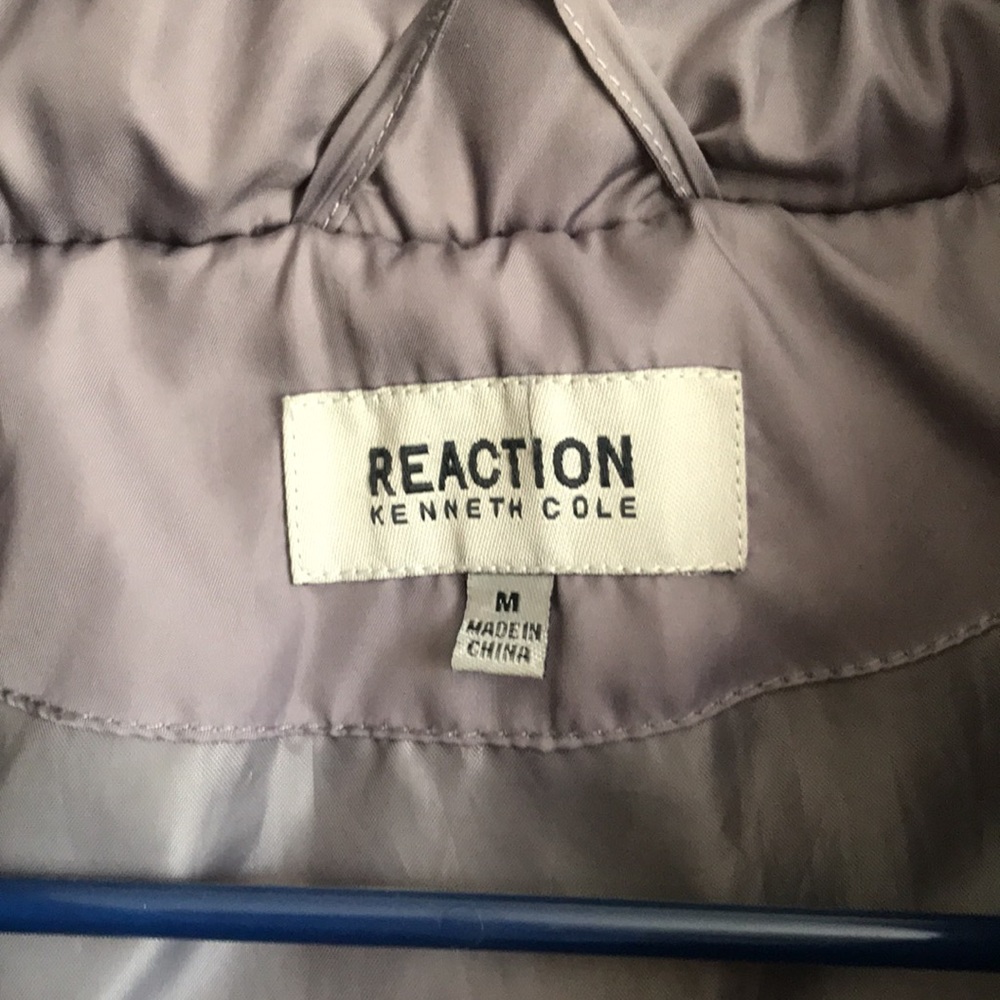 REACTION
KENNETH COLE
M
MADE IN
CHINA